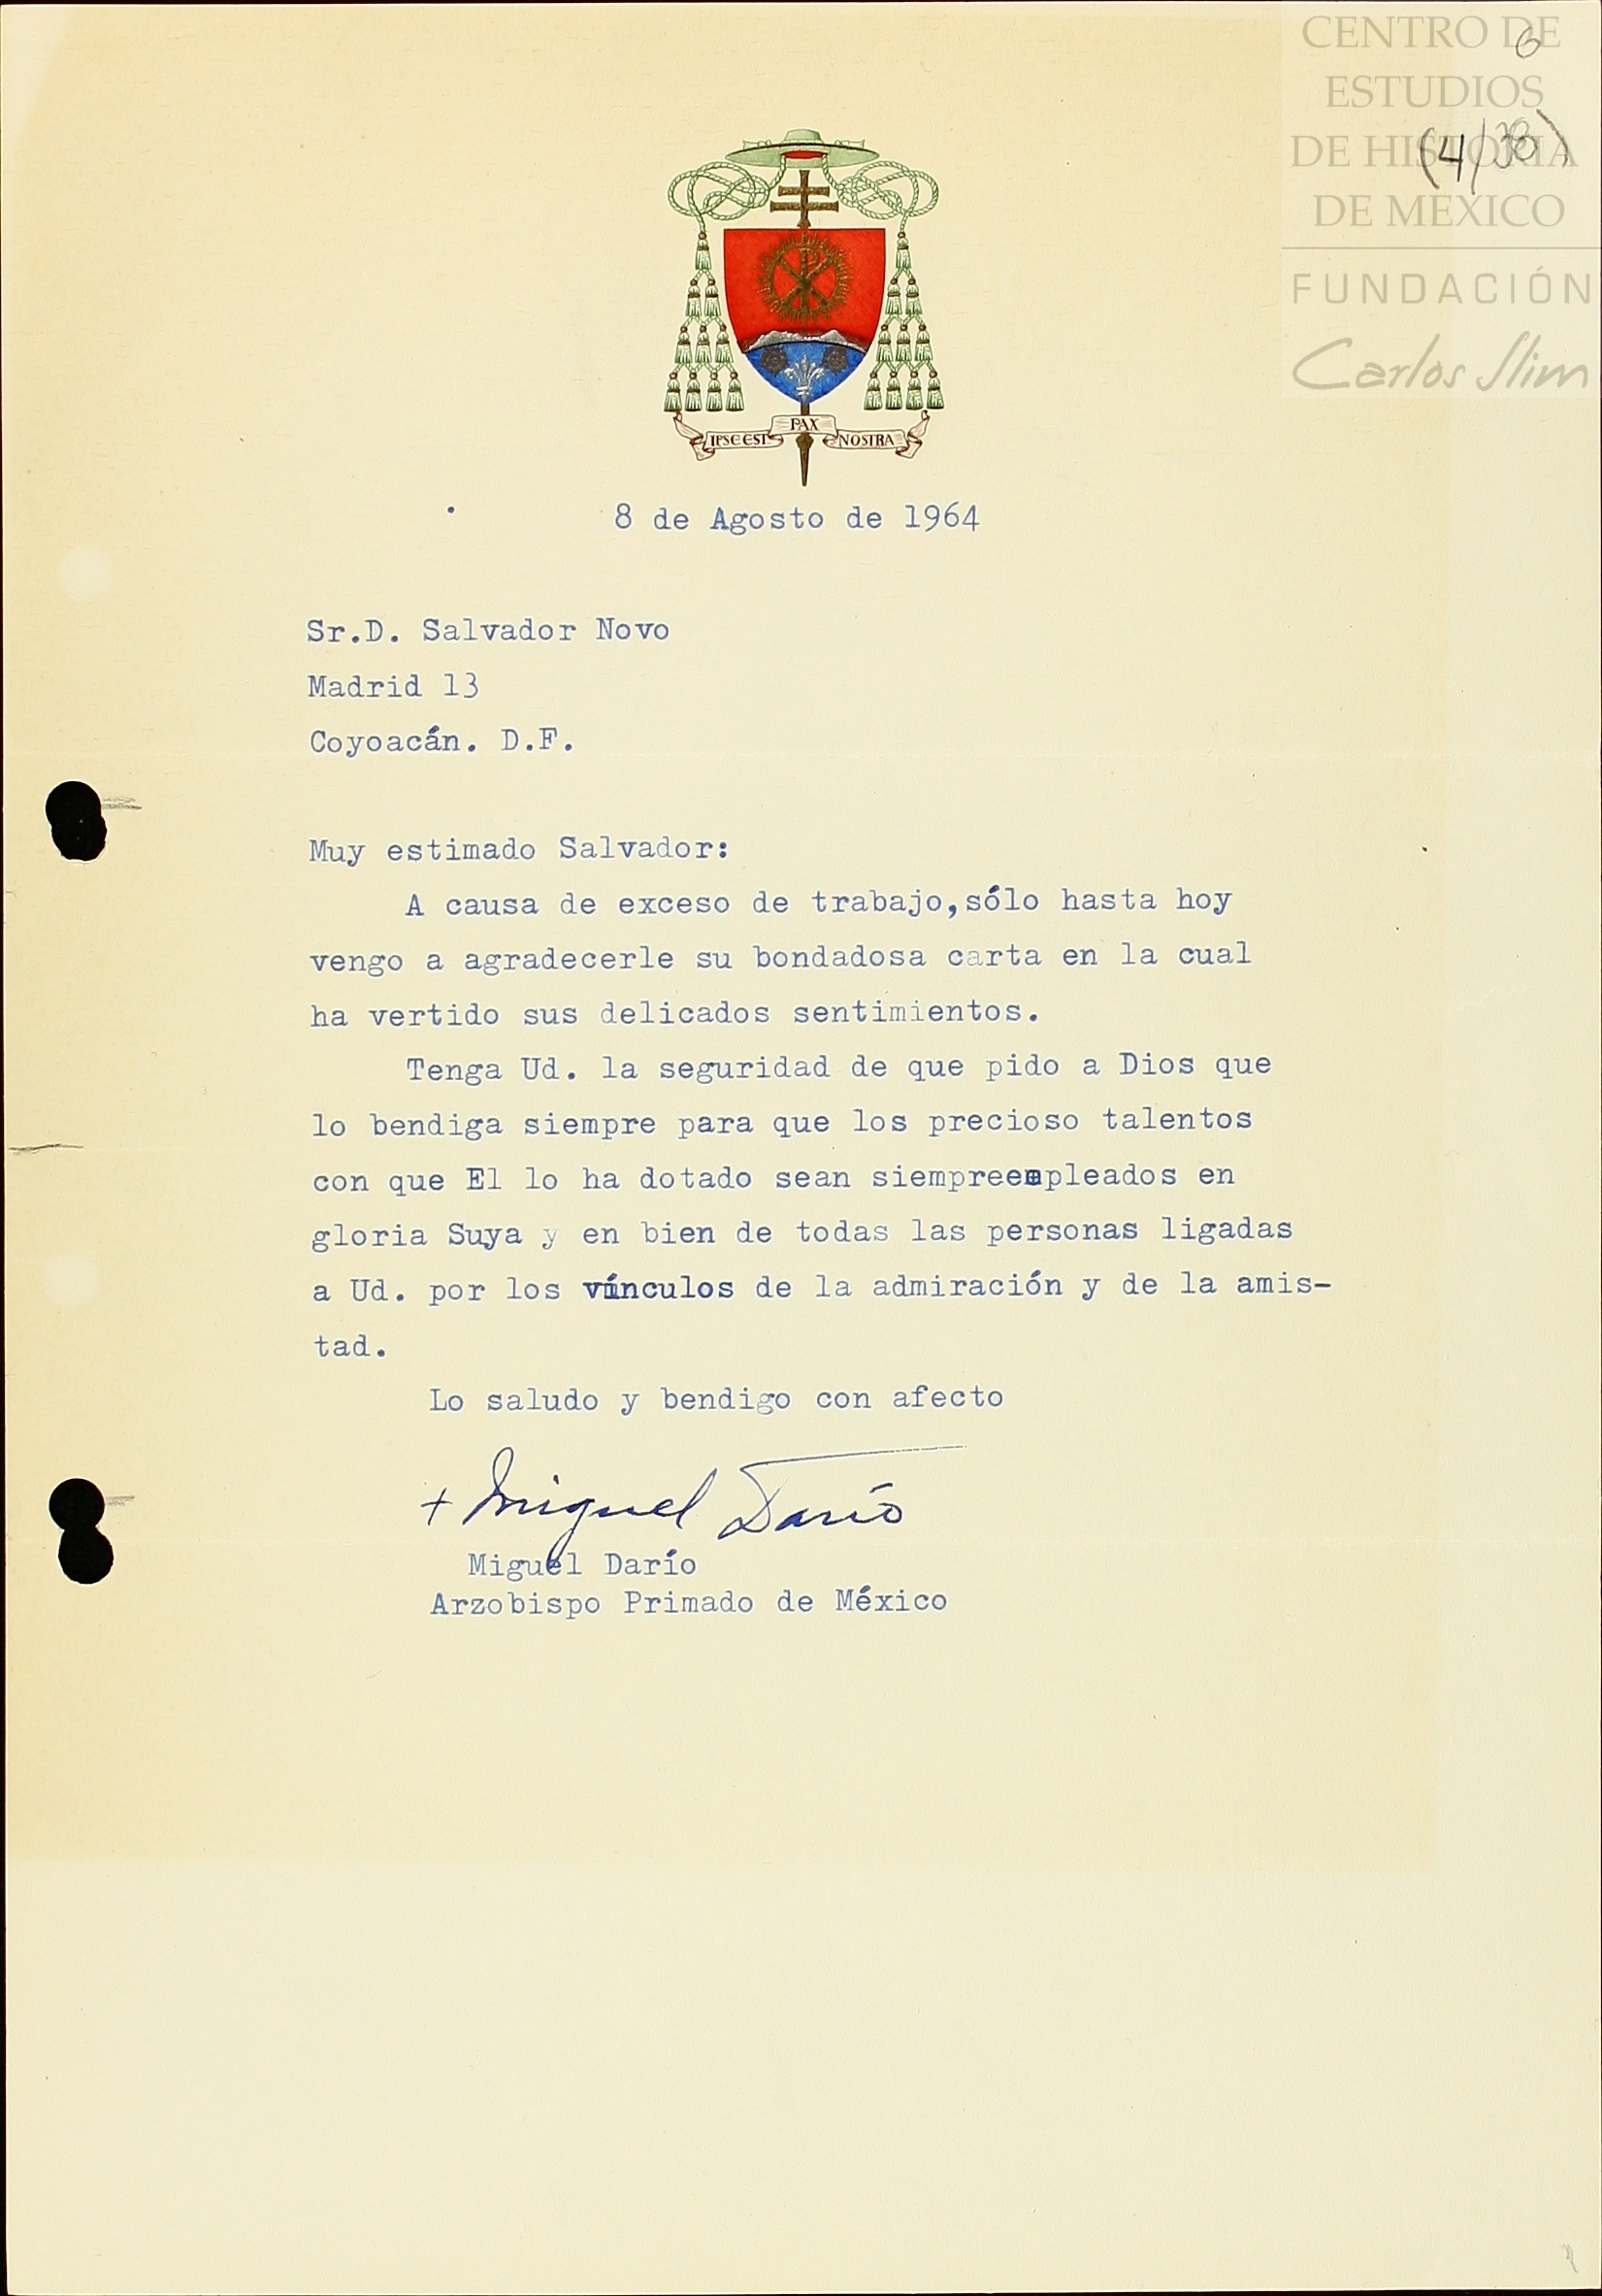 CENTRO DE
ESTUDIOS
DE HISTORIA
DE MEXICO
FUNDACIÓN
Carlos Slim
6
(4/38)
IPSE EST PAX NOSTRA
8 de Agosto de 1964
Sr.D. Salvador Novo
Madrid 13
Coyoacán. D.F.
Muy estimado Salvador:
A causa de exceso de trabajo,sólo hasta hoy
vengo a agradecerle su bondadosa carta en la cual
ha vertido sus delicados sentimientos.
Tenga Ud. la seguridad de que pido a Dios que
lo bendiga siempre para que los precioso talentos
con que El lo ha dotado sean siempreempleados en
gloria Suya y en bien de todas las personas ligadas
a Ud. por los vínculos de la admiración y de la amis-
tad.
Lo saludo y bendigo con afecto
+ Miguel Darío
Miguel Darío
Arzobispo Primado de México